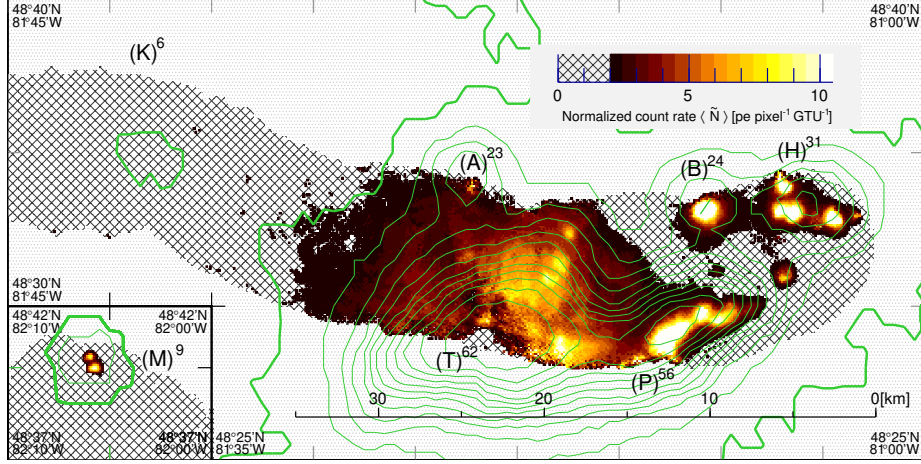 48°40'N 48°40'N
81°45'W 81°00'W
(K)⁶
0 5 10
Normalized count rate ⟨ Ñ ⟩ [pe pixel⁻¹ GTU⁻¹]
(A)²³ (B)²⁴ (H)³¹
48°30'N
81°45'W
48°42'N 48°42'N
82°10'W 82°00'W
(M)⁹
(T)⁶² (P)⁵⁶
30 20 10 0[km]
48°37'N 48°37'N 48°25'N 48°25'N
82°10'W 82°00'W 81°35'W 81°00'W